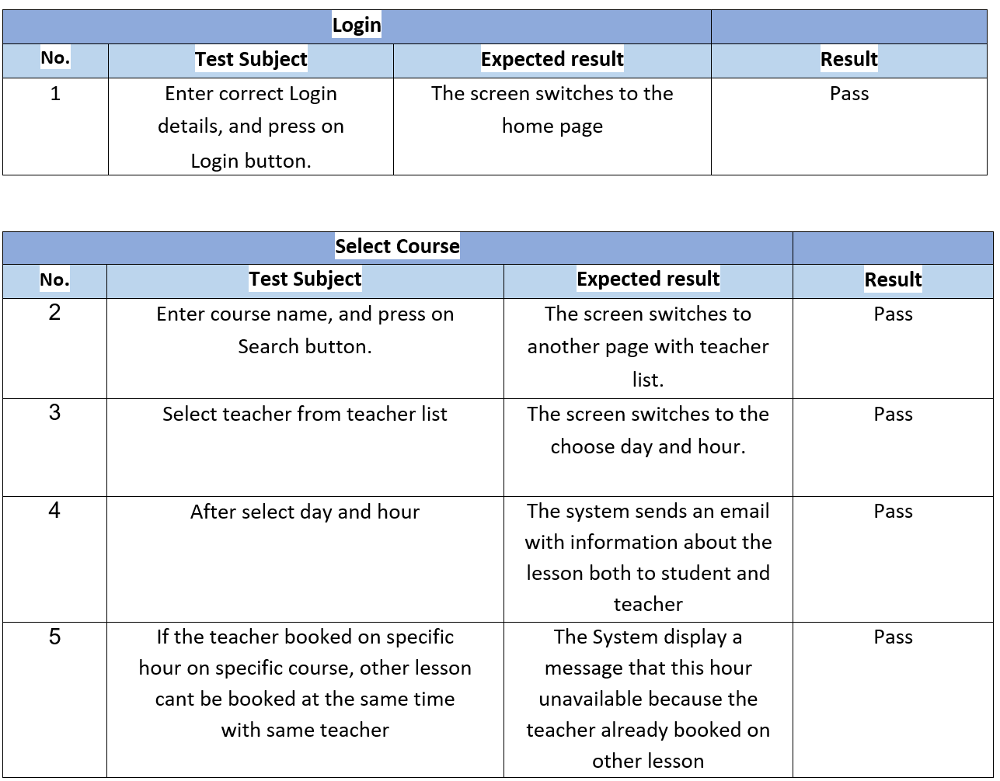 Login
No. Test Subject Expected result Result
1 Enter correct Login The screen switches to the Pass
details, and press on home page
Login button.
Select Course
No. Test Subject Expected result Result
2 Enter course name, and press on The screen switches to Pass
Search button. another page with teacher
list.
3 Select teacher from teacher list The screen switches to the Pass
choose day and hour.
4 After select day and hour The system sends an email Pass
with information about the
lesson both to student and
teacher
5 If the teacher booked on specific The System display a Pass
hour on specific course, other lesson message that this hour
cant be booked at the same time unavailable because the
with same teacher teacher already booked on
other lesson